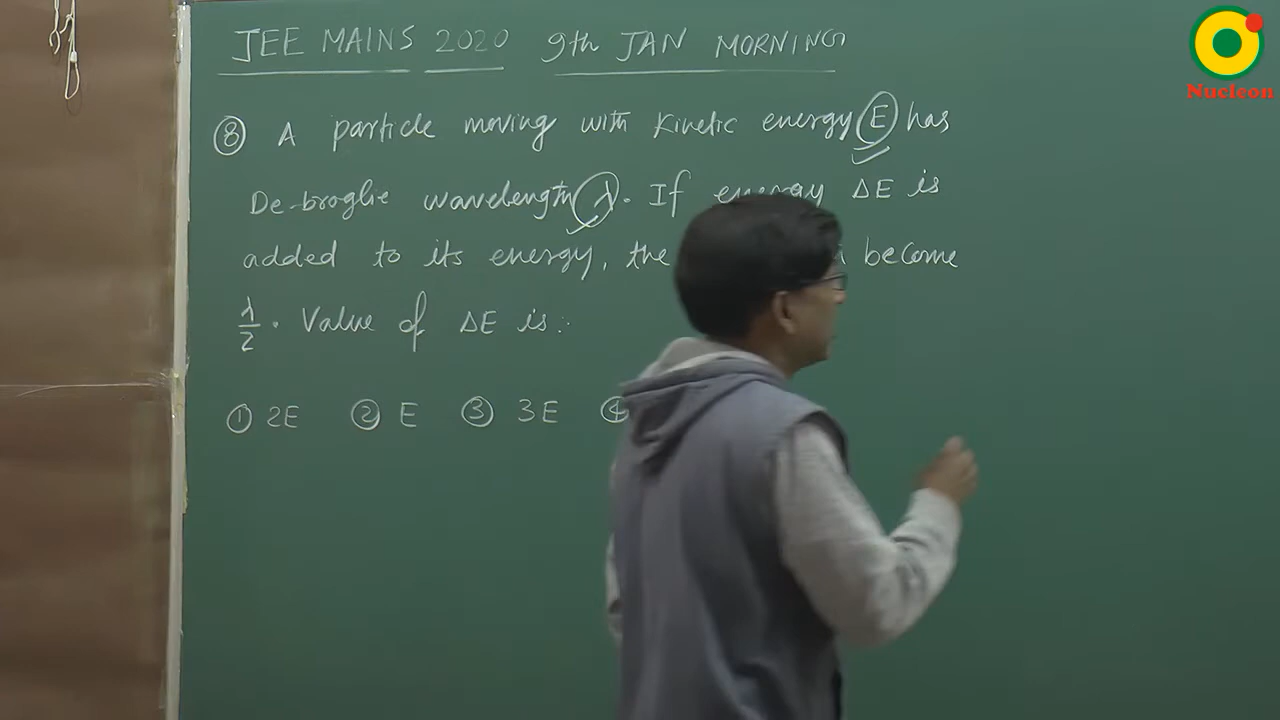 JEE MAINS 2020 9th JAN MORNING
Nucleon
⑧ A particle moving with kinetic energy E has
De-broglie wavelength λ. If energy ΔE is
added to its energy, the become
λ/2. Value of ΔE is:
① 2E ② E ③ 3E ④